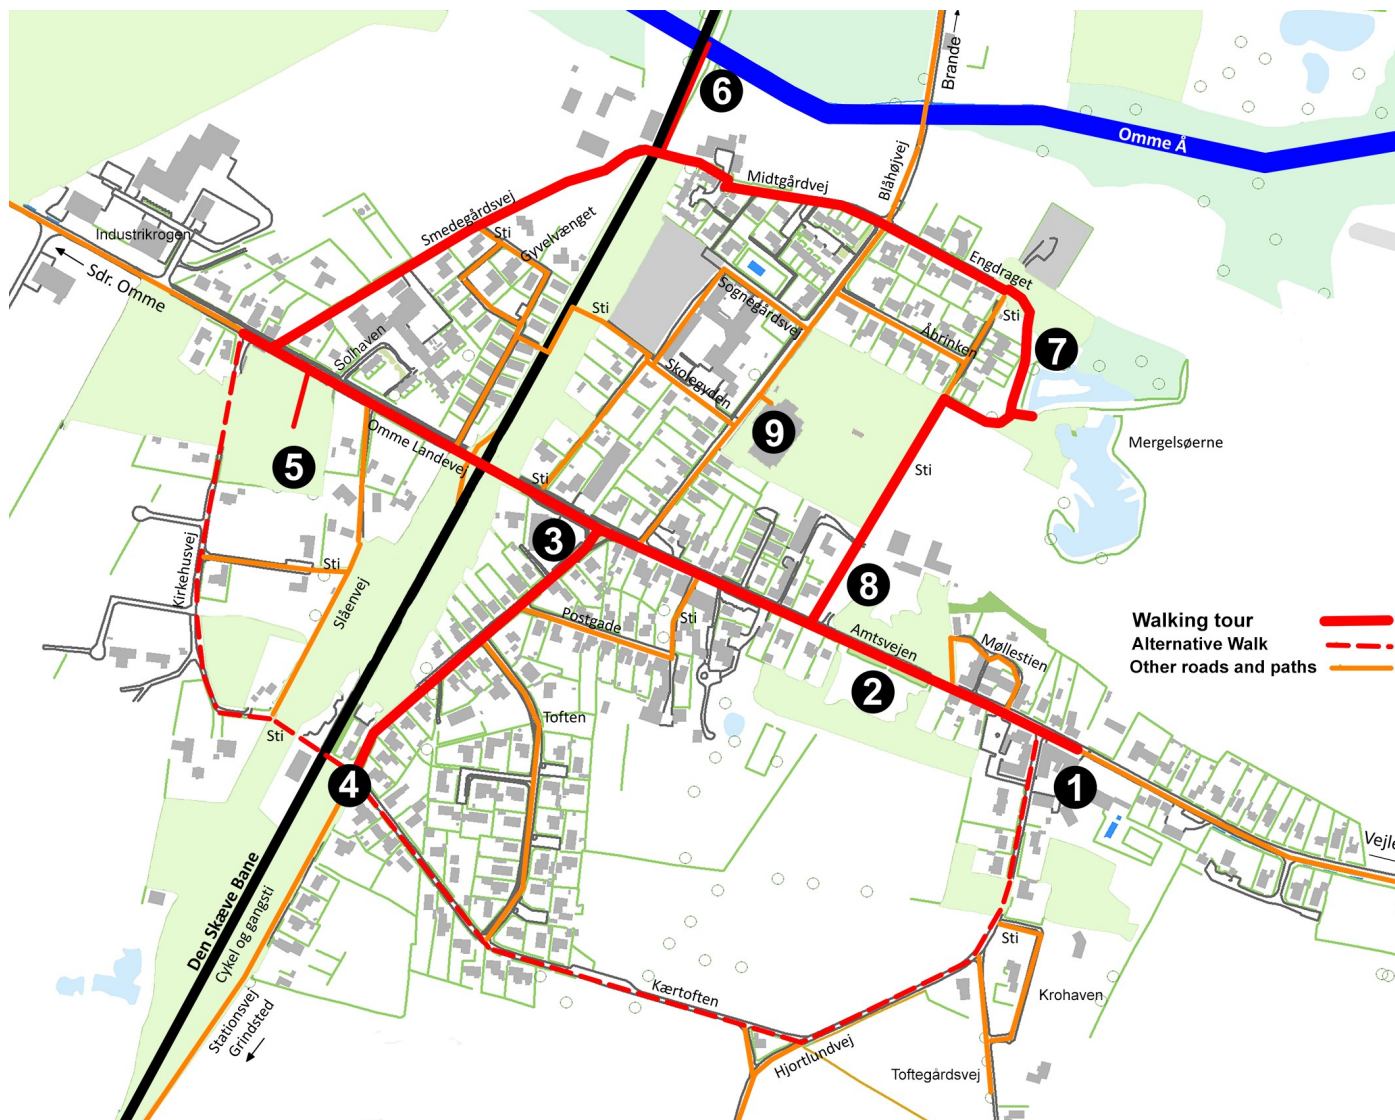 Brande
6
Omme Å
Blåhøjvej
Midtgårdvej
Smedegårdsvej
Sti
Gyvelvænget
Industrikrogen
Sdr. Omme
Engdraget
Sti
Sognegårdsvej
Sti
Åbrinken
7
Solhaven
Skolegyden
9
Mergelsøerne
Omme Landevej
5
Sti
Sti
3
8
Kirkehusvej
Sti
Slåenvej
Postgade
Sti
Amtsvejen
Møllestien
2
Walking tour
Alternative Walk
Other roads and paths
Sti
Toften
4
1
Vejle
Den Skæve Bane
Cykel og gangsti
Sti
Kærtoften
Krohaven
Stationsvej
Grindsted
Hjortlundvej
Toftegårdsvej